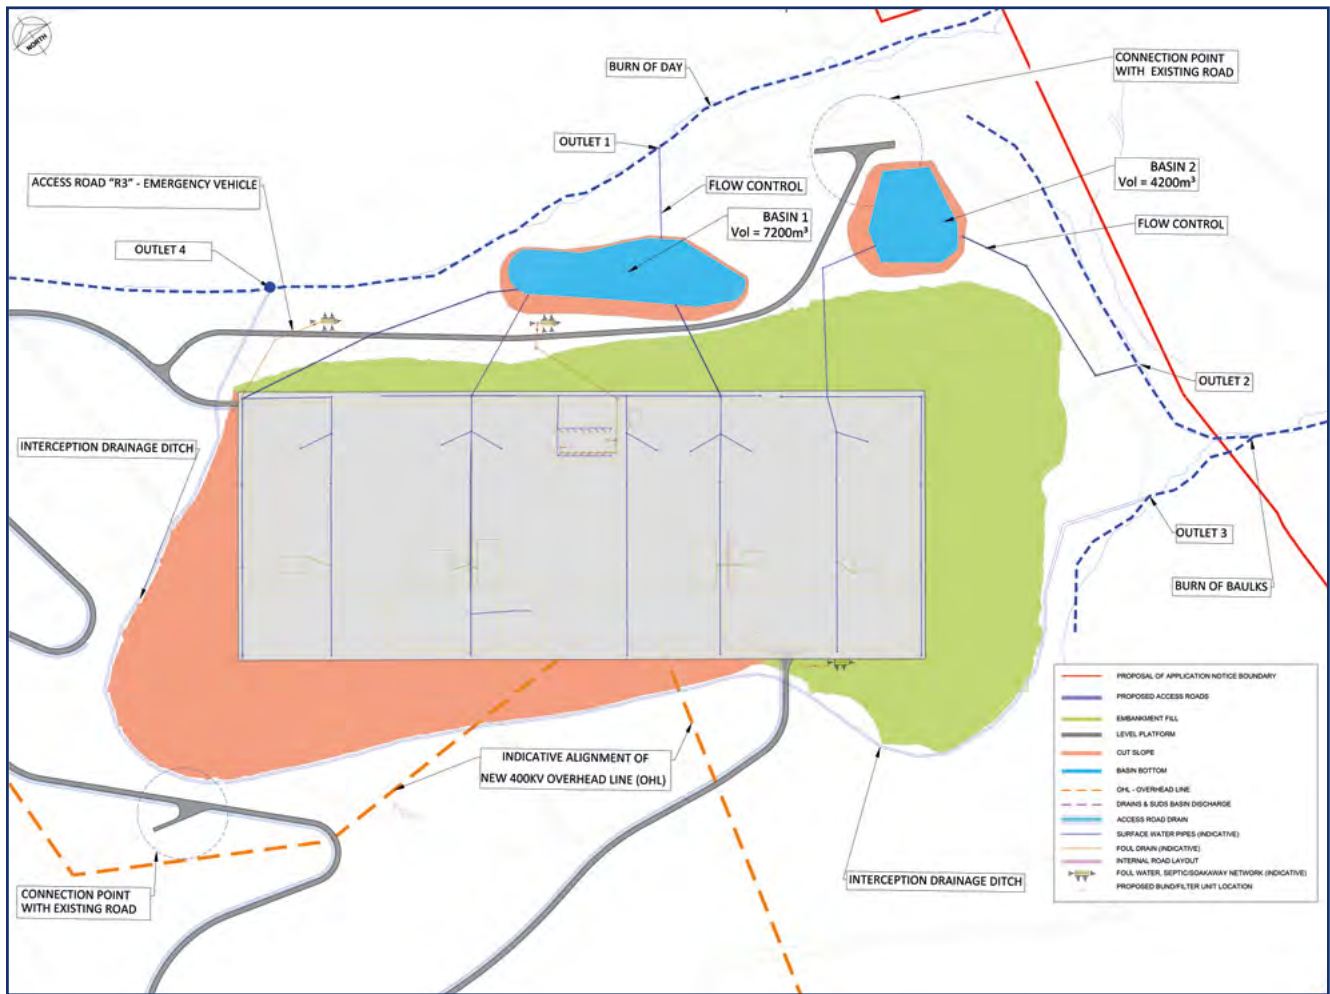 NORTH
BURN OF DAY
CONNECTION POINT
WITH EXISTING ROAD
OUTLET 1
ACCESS ROAD "R3" - EMERGENCY VEHICLE
FLOW CONTROL
BASIN 2
Vol = 4200m³
BASIN 1
Vol = 7200m³
FLOW CONTROL
OUTLET 4
OUTLET 2
INTERCEPTION DRAINAGE DITCH
OUTLET 3
BURN OF BAULKS
INDICATIVE ALIGNMENT OF
NEW 400KV OVERHEAD LINE (OHL)
INTERCEPTION DRAINAGE DITCH
CONNECTION POINT
WITH EXISTING ROAD
PROPOSAL OF APPLICATION NOTICE BOUNDARY
PROPOSED ACCESS ROADS
EMBANKMENT FILL
LEVEL PLATFORM
CUT SLOPE
BASIN BOTTOM
OHL - OVERHEAD LINE
DRAINS & SUDS BASIN DISCHARGE
ACCESS ROAD DRAIN
SURFACE WATER PIPES (INDICATIVE)
FOUL DRAIN (INDICATIVE)
INTERNAL ROAD LAYOUT
FOUL WATER, SEPTIC/SOAKAWAY NETWORK (INDICATIVE)
PROPOSED BUND/FILTER UNIT LOCATION